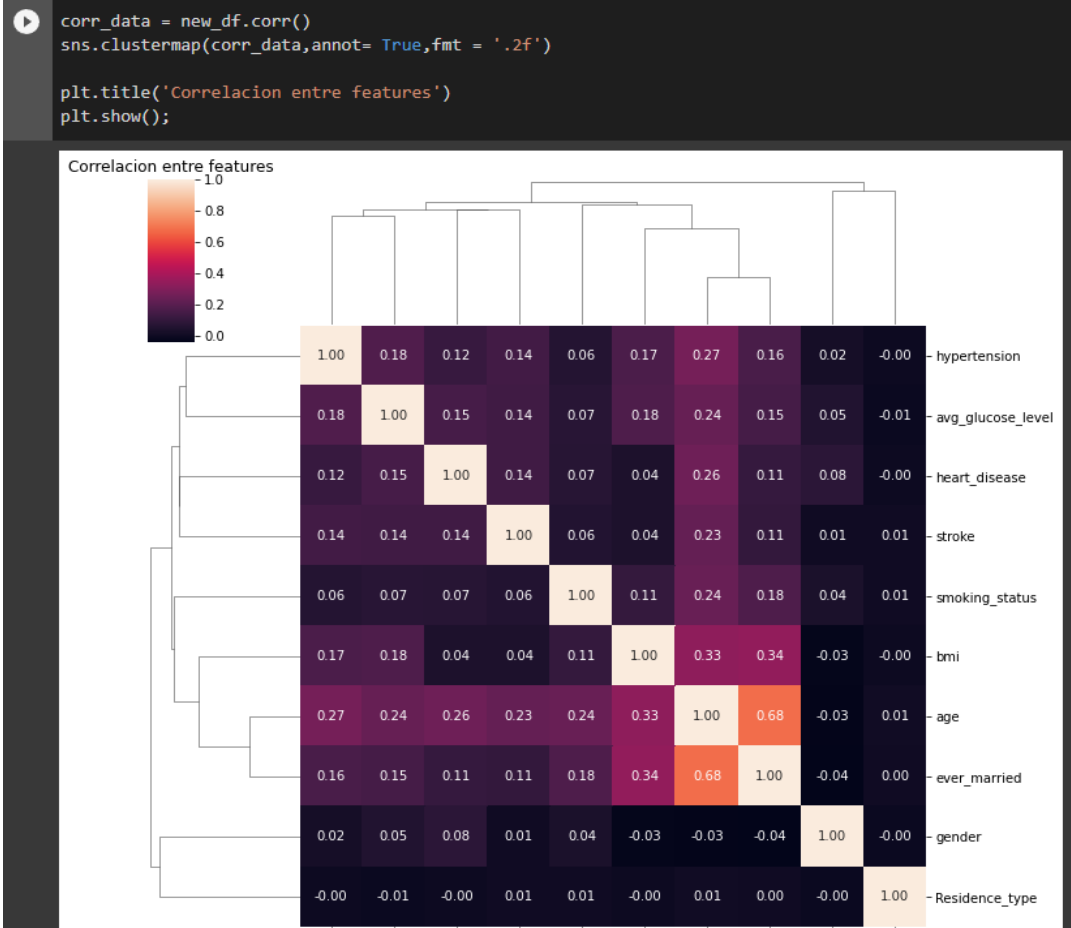 corr_data = new_df.corr()
sns.clustermap(corr_data,annot= True,fmt = '.2f')
plt.title('Correlacion entre features')
plt.show();
Correlacion entre features
1.0
0.8
0.6
0.4
0.2
0.0
1.00 0.18 0.12 0.14 0.06 0.17 0.27 0.16 0.02 -0.00 hypertension
0.18 1.00 0.15 0.14 0.07 0.18 0.24 0.15 0.05 -0.01 avg_glucose_level
0.12 0.15 1.00 0.14 0.07 0.04 0.26 0.11 0.08 -0.00 heart_disease
0.14 0.14 0.14 1.00 0.06 0.04 0.23 0.11 0.01 0.01 stroke
0.06 0.07 0.07 0.06 1.00 0.11 0.24 0.18 0.04 0.01 smoking_status
0.17 0.18 0.04 0.04 0.11 1.00 0.33 0.34 -0.03 -0.00 bmi
0.27 0.24 0.26 0.23 0.24 0.33 1.00 0.68 -0.03 0.01 age
0.16 0.15 0.11 0.11 0.18 0.34 0.68 1.00 -0.04 0.00 ever_married
0.02 0.05 0.08 0.01 0.04 -0.03 -0.03 -0.04 1.00 -0.00 gender
-0.00 -0.01 -0.00 0.01 0.01 -0.00 0.01 0.00 -0.00 1.00 Residence_type